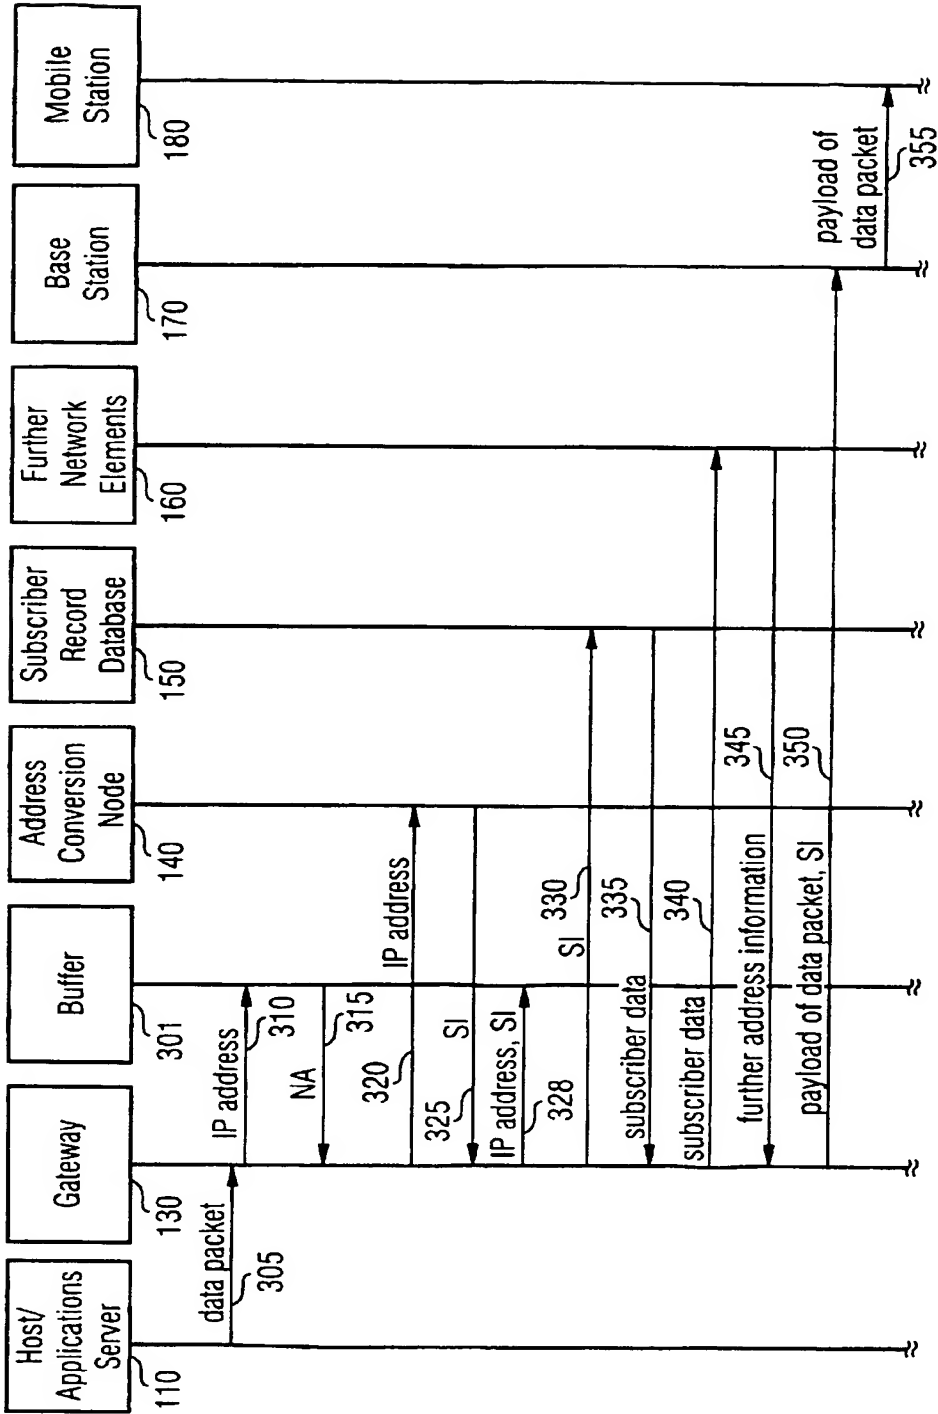 Host/
Applications
Server
110
Gateway
130
Buffer
301
Address
Conversion
Node
140
Subscriber
Record
Database
150
Further
Network
Elements
160
Base
Station
170
Mobile
Station
180
data packet
305
IP address
310
NA
315
IP address
320
SI
325
IP address, SI
328
SI
330
subscriber data
335
subscriber data
340
further address information
345
payload of data packet, SI
350
payload of
data packet
355